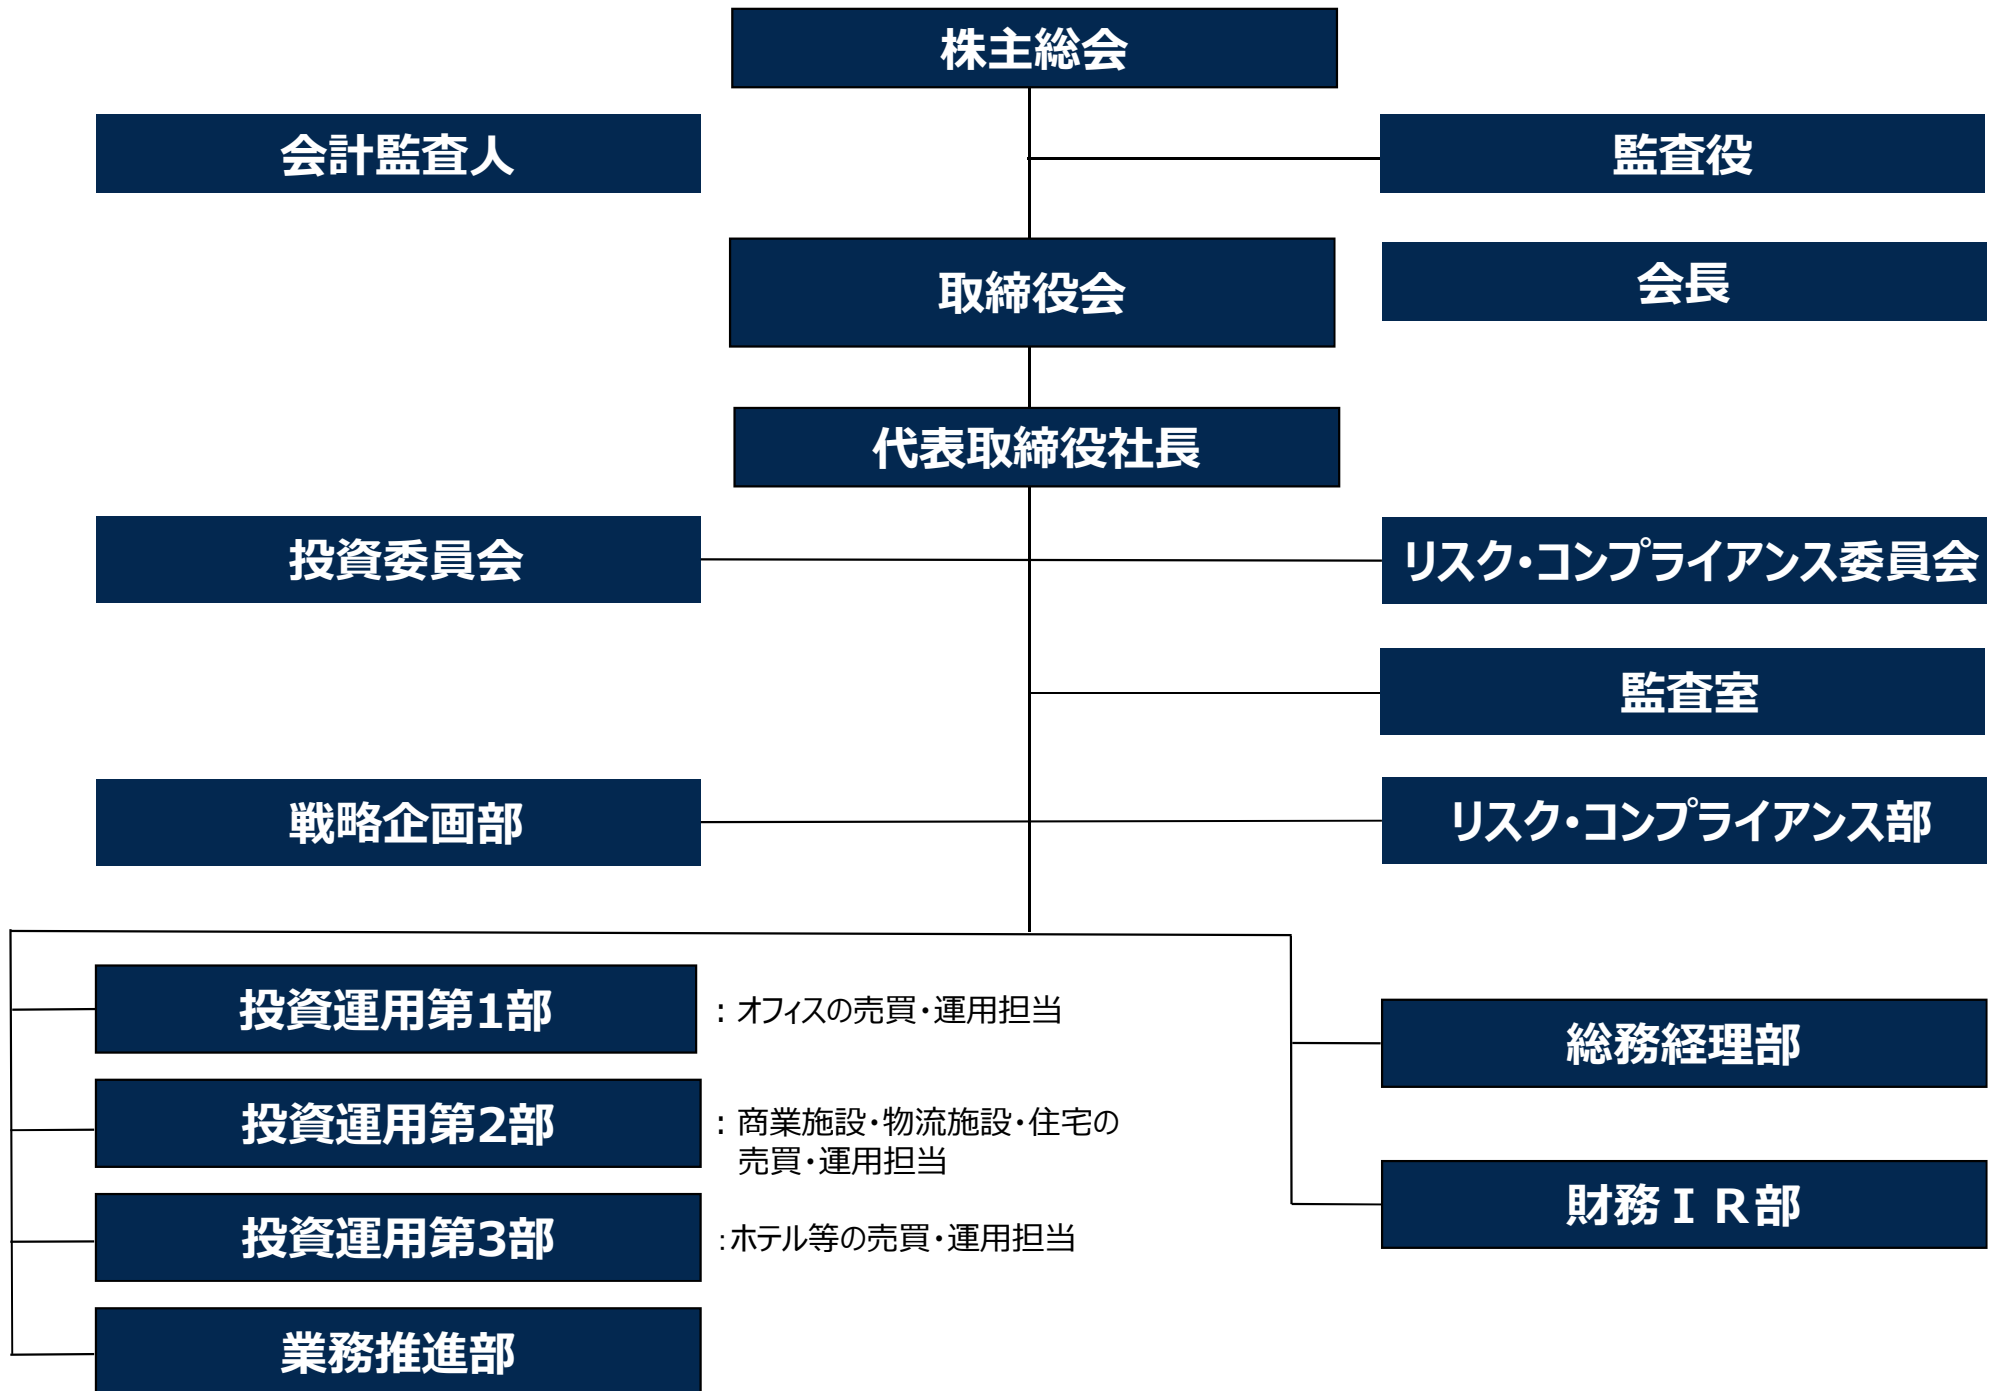 株主総会
会計監査人
監査役
取締役会
会長
代表取締役社長
投資委員会
リスク・コンプライアンス委員会
監査室
戦略企画部
リスク・コンプライアンス部
投資運用第1部
：オフィスの売買・運用担当
投資運用第2部
：商業施設・物流施設・住宅の
売買・運用担当
投資運用第3部
：ホテル等の売買・運用担当
業務推進部
総務経理部
財務ＩＲ部